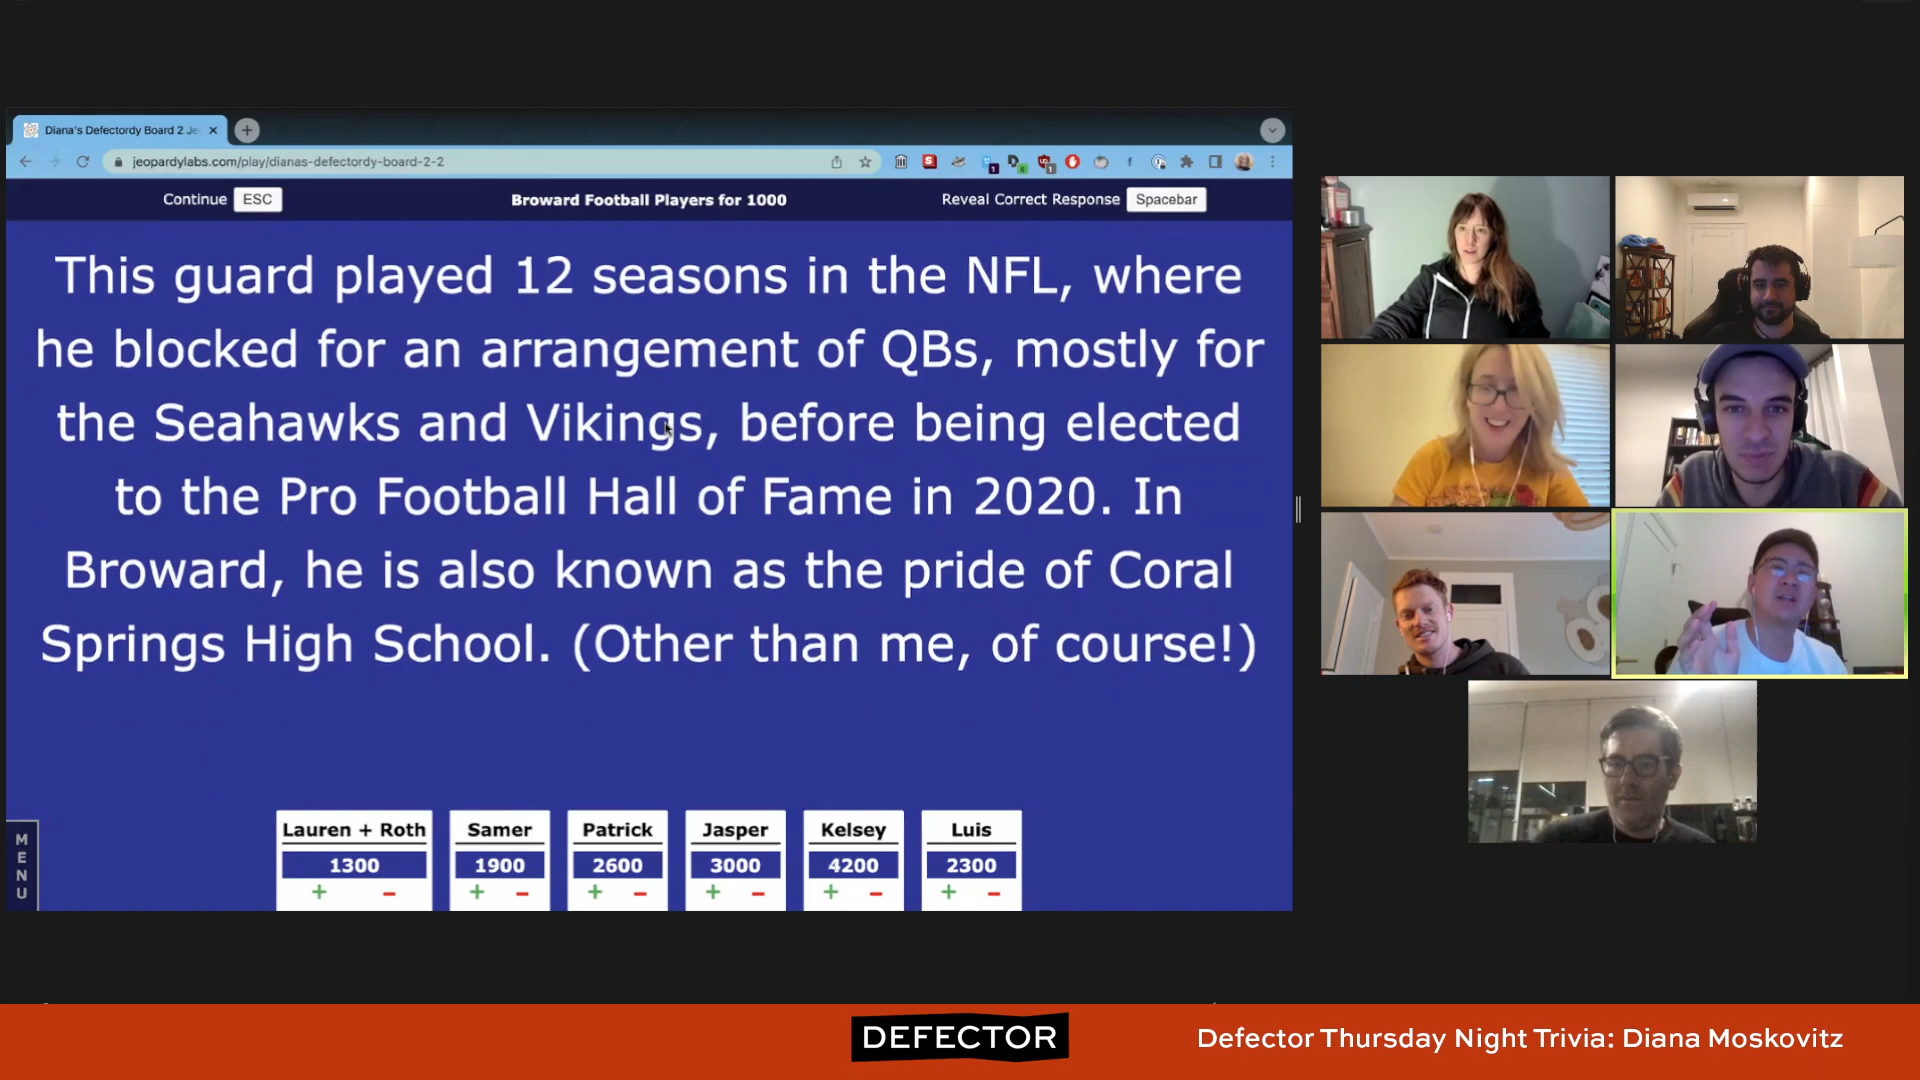 Diana's Defectordy Board 2 Je
jeopardylabs.com/play/dianas-defectordy-board-2-2
Continue ESC
Broward Football Players for 1000
Reveal Correct Response Spacebar
This guard played 12 seasons in the NFL, where
he blocked for an arrangement of QBs, mostly for
the Seahawks and Vikings, before being elected
to the Pro Football Hall of Fame in 2020. In
Broward, he is also known as the pride of Coral
Springs High School. (Other than me, of course!)
MENU
Lauren + Roth Samer Patrick Jasper Kelsey Luis
1300 1900 2600 3000 4200 2300
+ − + − + − + − + − + −
DEFECTOR
Defector Thursday Night Trivia: Diana Moskovitz